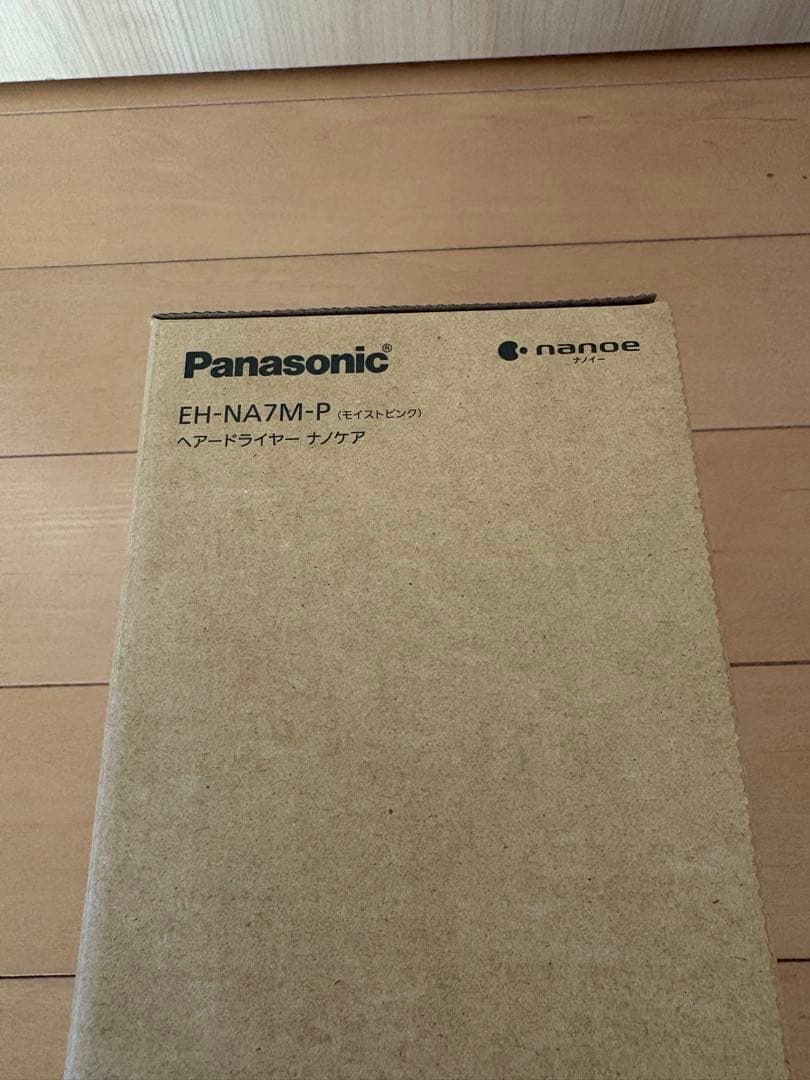 Panasonic®
nanoe
ナノイー
EH-NA7M-P（モイストピンク）
ヘアードライヤー ナノケア